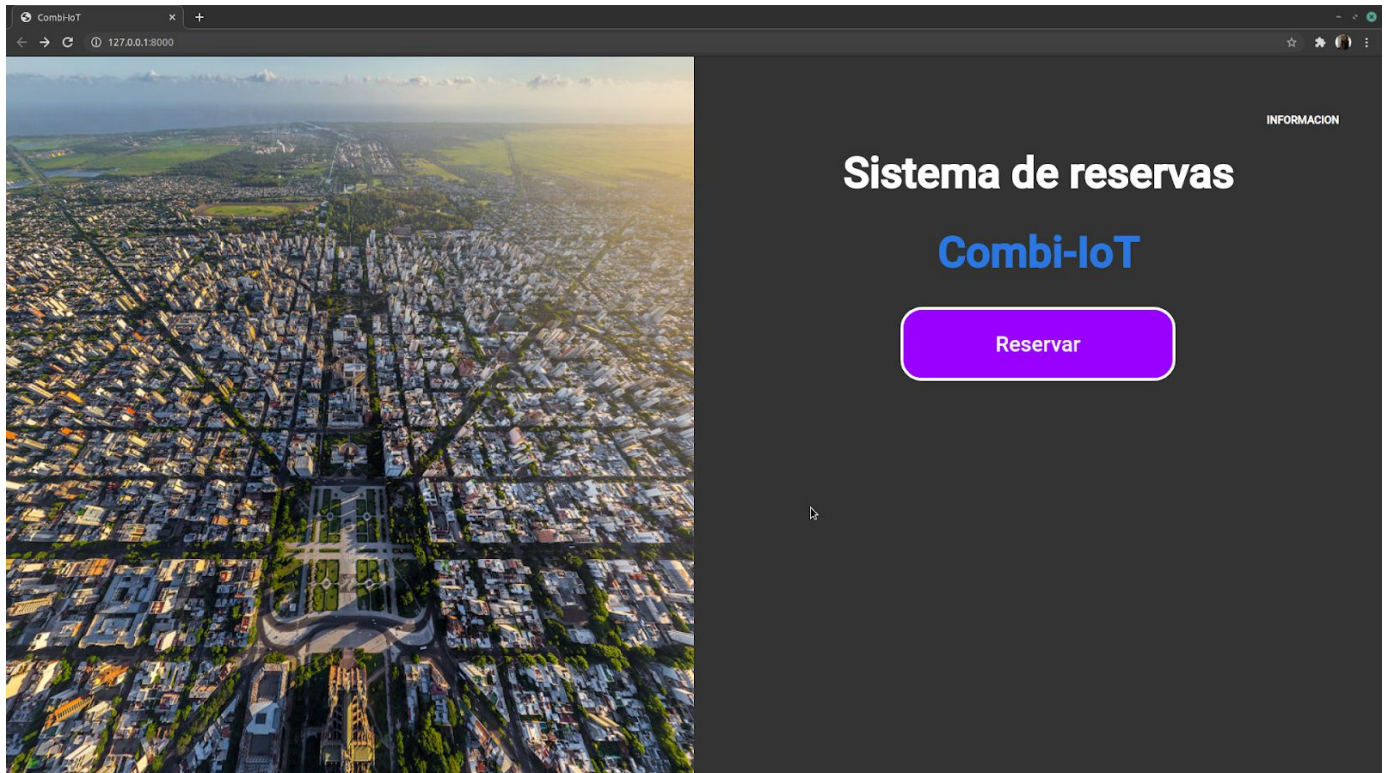 Combi-IoT
127.0.0.1:8000
INFORMACION
Sistema de reservas
Combi-IoT
Reservar